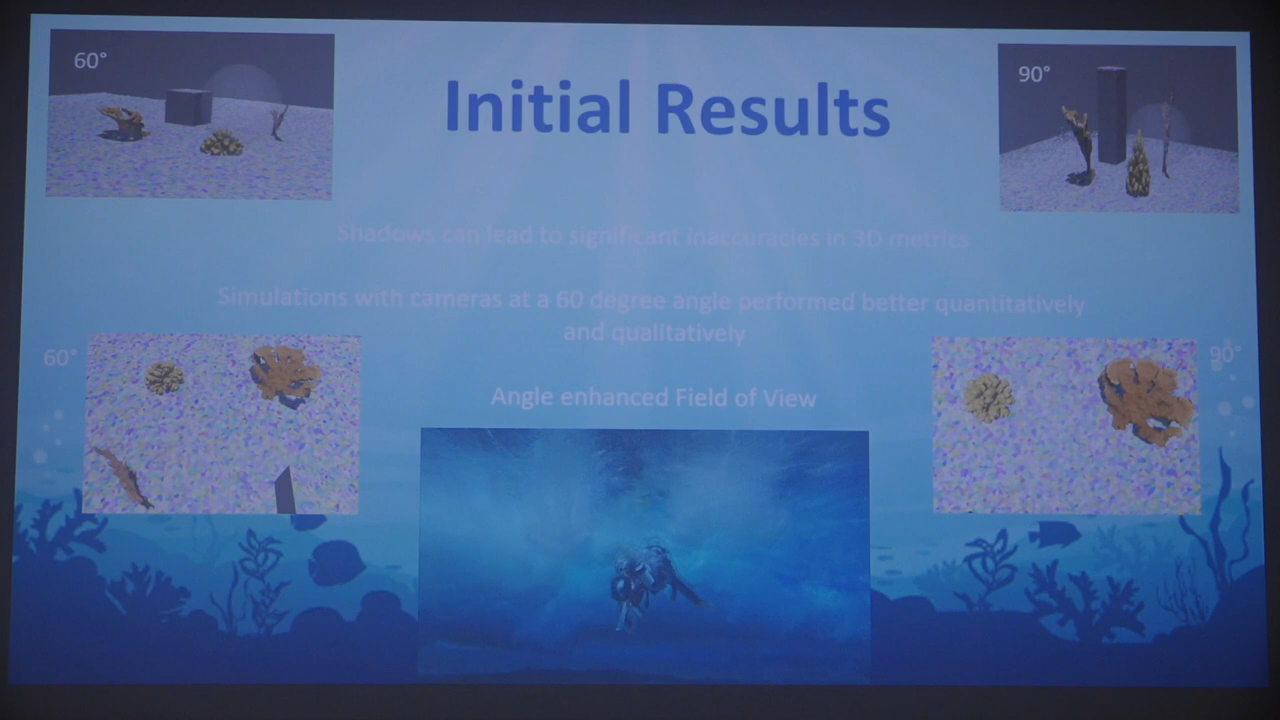 60°
Initial Results
90°
Shadows can lead to significant inaccuracies in 3D metrics
Simulations with cameras at a 60 degree angle performed better quantitatively
and qualitatively
60°
90°
Angle enhanced Field of View